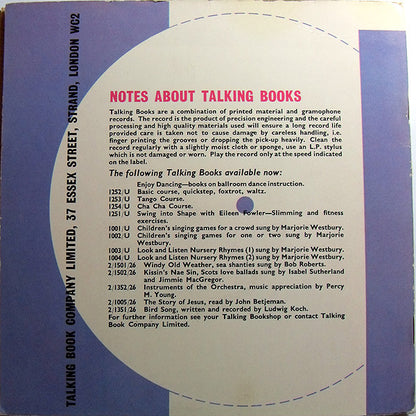 TALKING BOOK COMPANY LIMITED, 37 ESSEX STREET, STRAND, LONDON WC2
NOTES ABOUT TALKING BOOKS
Talking Books are a combination of printed material and gramophone
records. The record is the product of precision engineering and the careful
processing and high quality materials used will ensure a long record life
provided care is taken not to cause damage by careless handling, i.e.
finger printing the grooves or dropping the pick-up heavily. Clean the
record regularly with a slightly moist cloth or sponge, use an L.P. stylus
which is not damaged or worn. Play the record only at the speed indicated
on the label.
The following Talking Books available now:
Enjoy Dancing—books on ballroom dance instruction.
1252/U Basic course, quickstep, foxtrot, waltz.
1253/U Tango Course.
1254/U Cha Cha Course.
1251/U Swing into Shape with Eileen Fowler—Slimming and fitness
exercises.
1001/U Children's singing games for a crowd sung by Marjorie Westbury.
1002/U Children's singing games for one or two sung by Marjorie
Westbury.
1003/U Look and Listen Nursery Rhymes (1) sung by Marjorie Westbury.
1004/U Look and Listen Nursery Rhymes (2) sung by Marjorie Westbury.
2/1501/26 Windy Old Weather, sea shanties sung by Bob Roberts.
2/1502/26 Kissin's Nae Sin, Scots love ballads sung by Isabel Sutherland
and Jimmie MacGregor.
2/1352/26 Instruments of the Orchestra, music appreciation by Percy
M. Young.
2/1005/26 The Story of Jesus, read by John Betjeman.
2/1351/26 Bird Song, written and recorded by Ludwig Koch.
For further information see your Talking Bookshop or contact Talking
Book Company Limited.